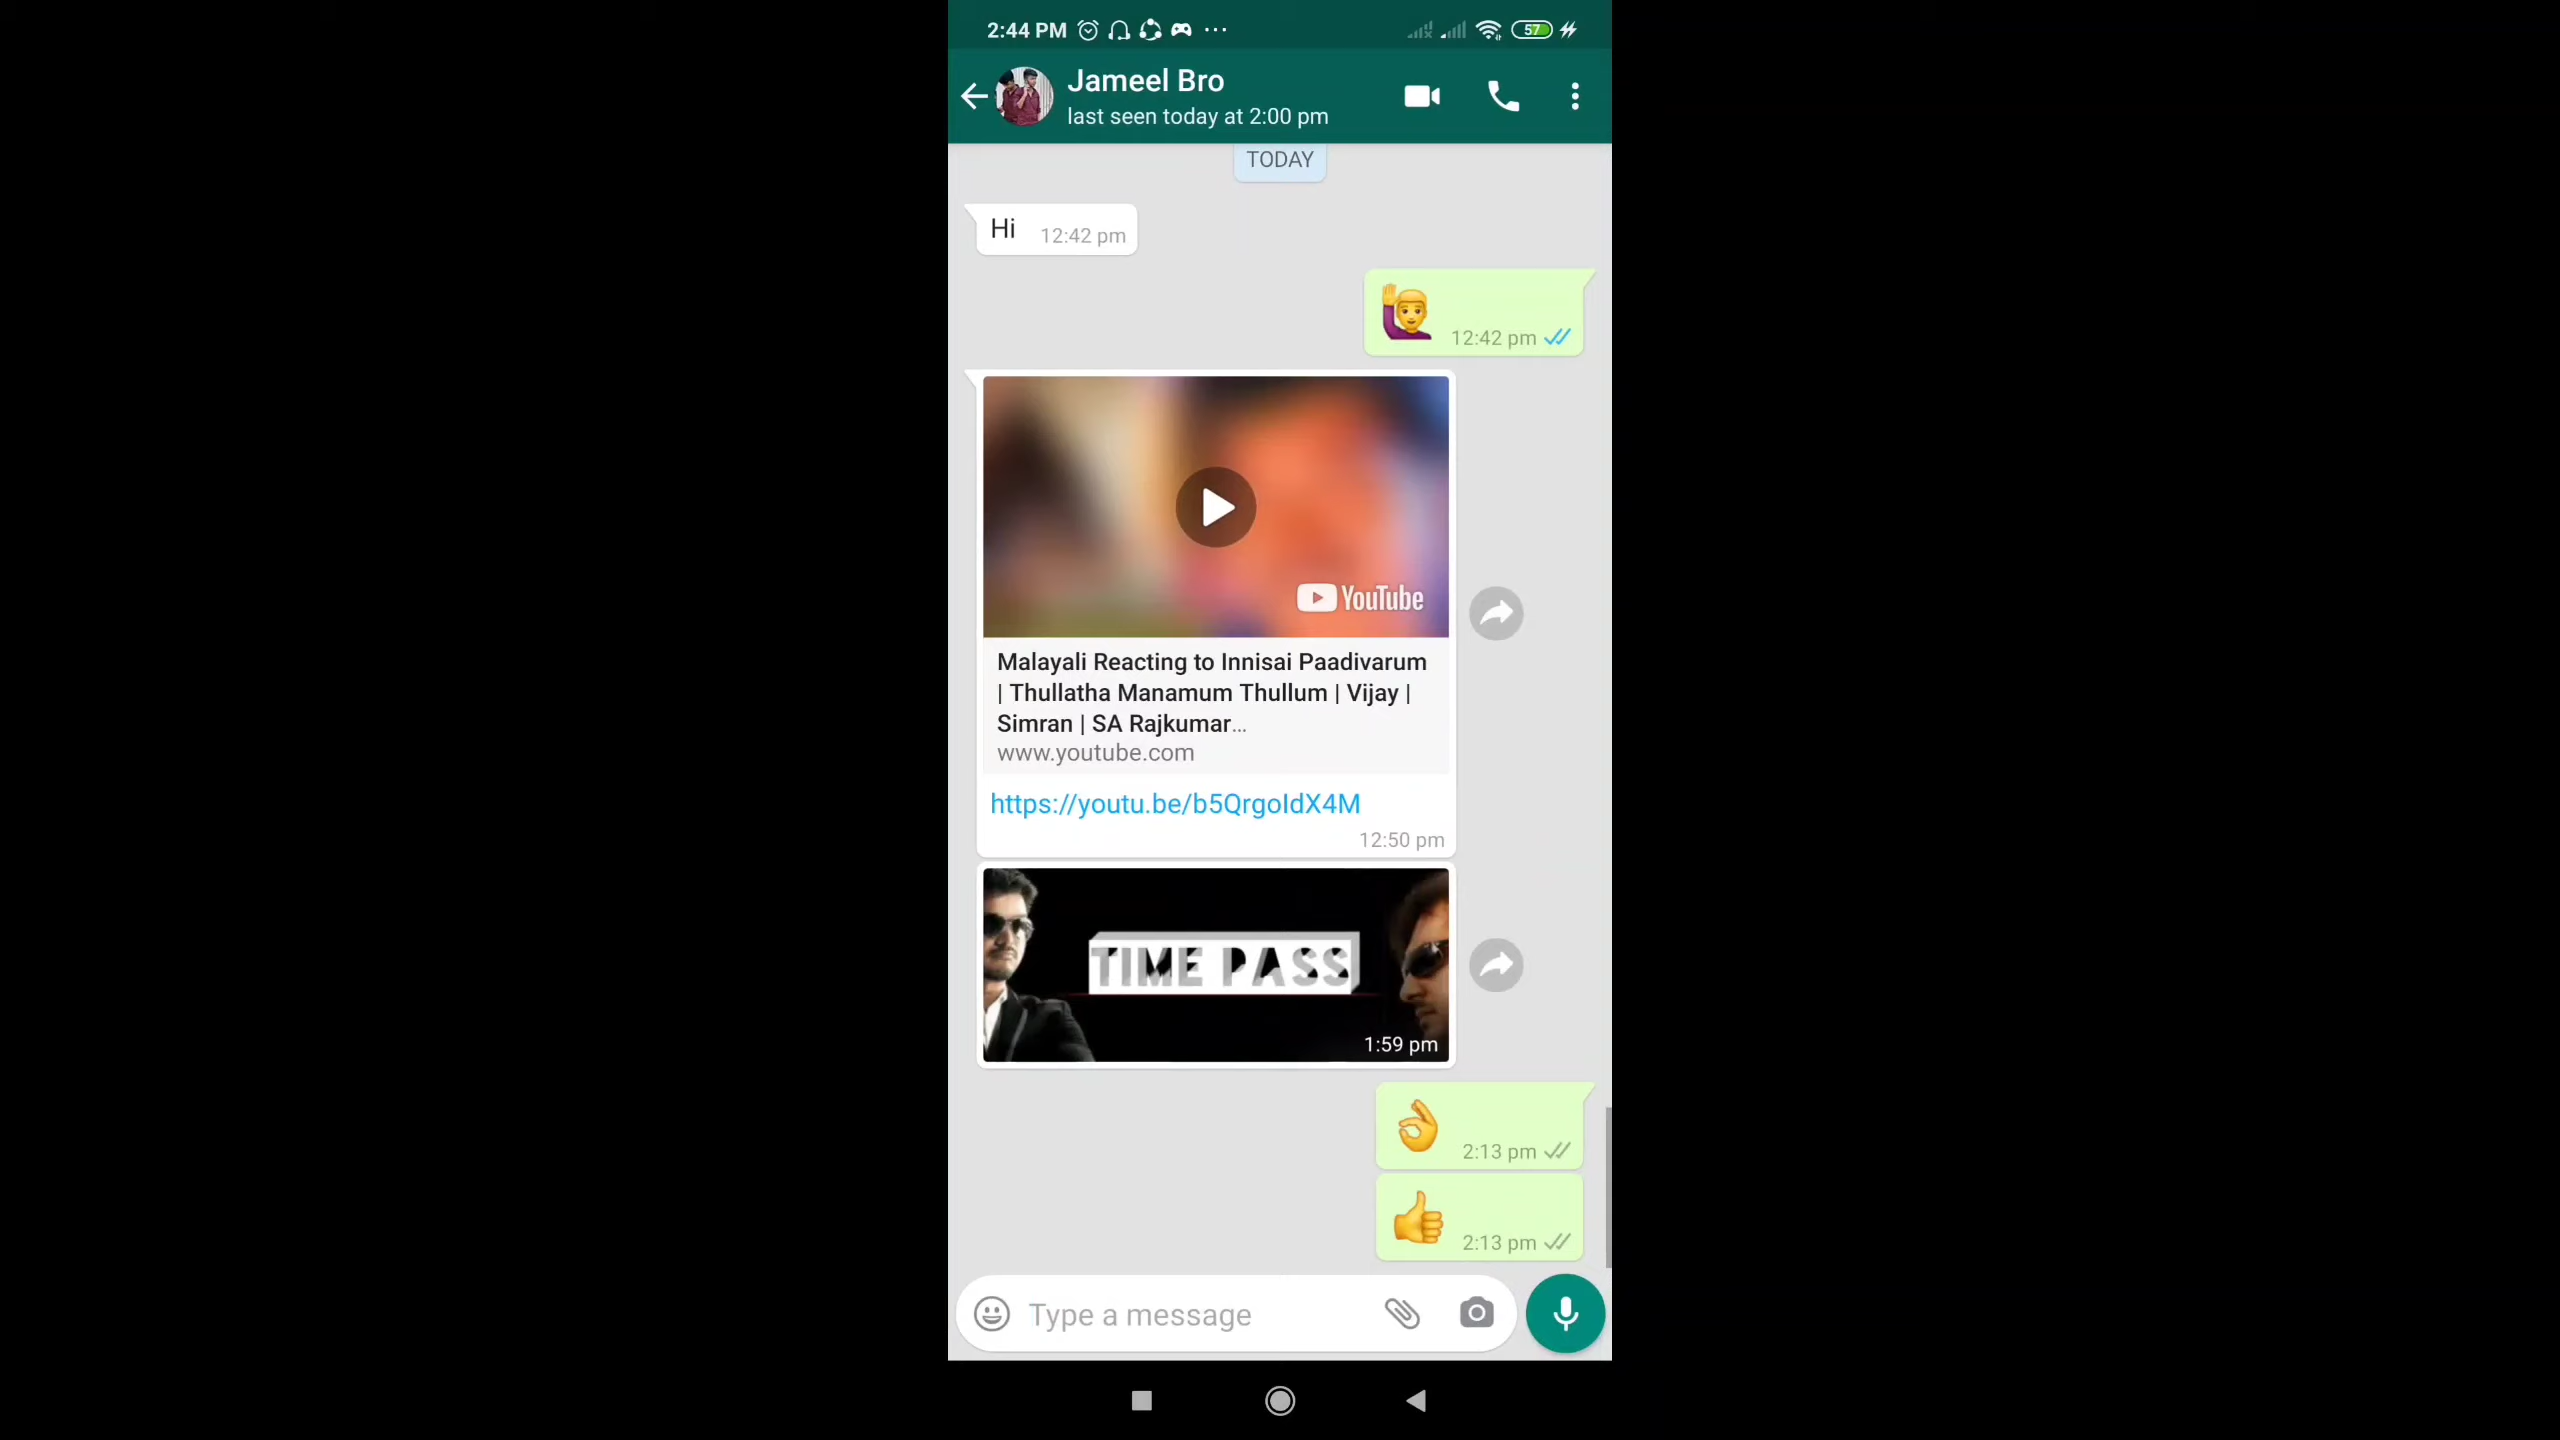 2:44 PM
57
Jameel Bro
last seen today at 2:00 pm
TODAY
Hi 12:42 pm
12:42 pm
YouTube
Malayali Reacting to Innisai Paadivarum
| Thullatha Manamum Thullum | Vijay |
Simran | SA Rajkumar...
www.youtube.com
https://youtu.be/b5QrgoIdX4M
12:50 pm
TIME PASS
1:59 pm
2:13 pm
2:13 pm
Type a message